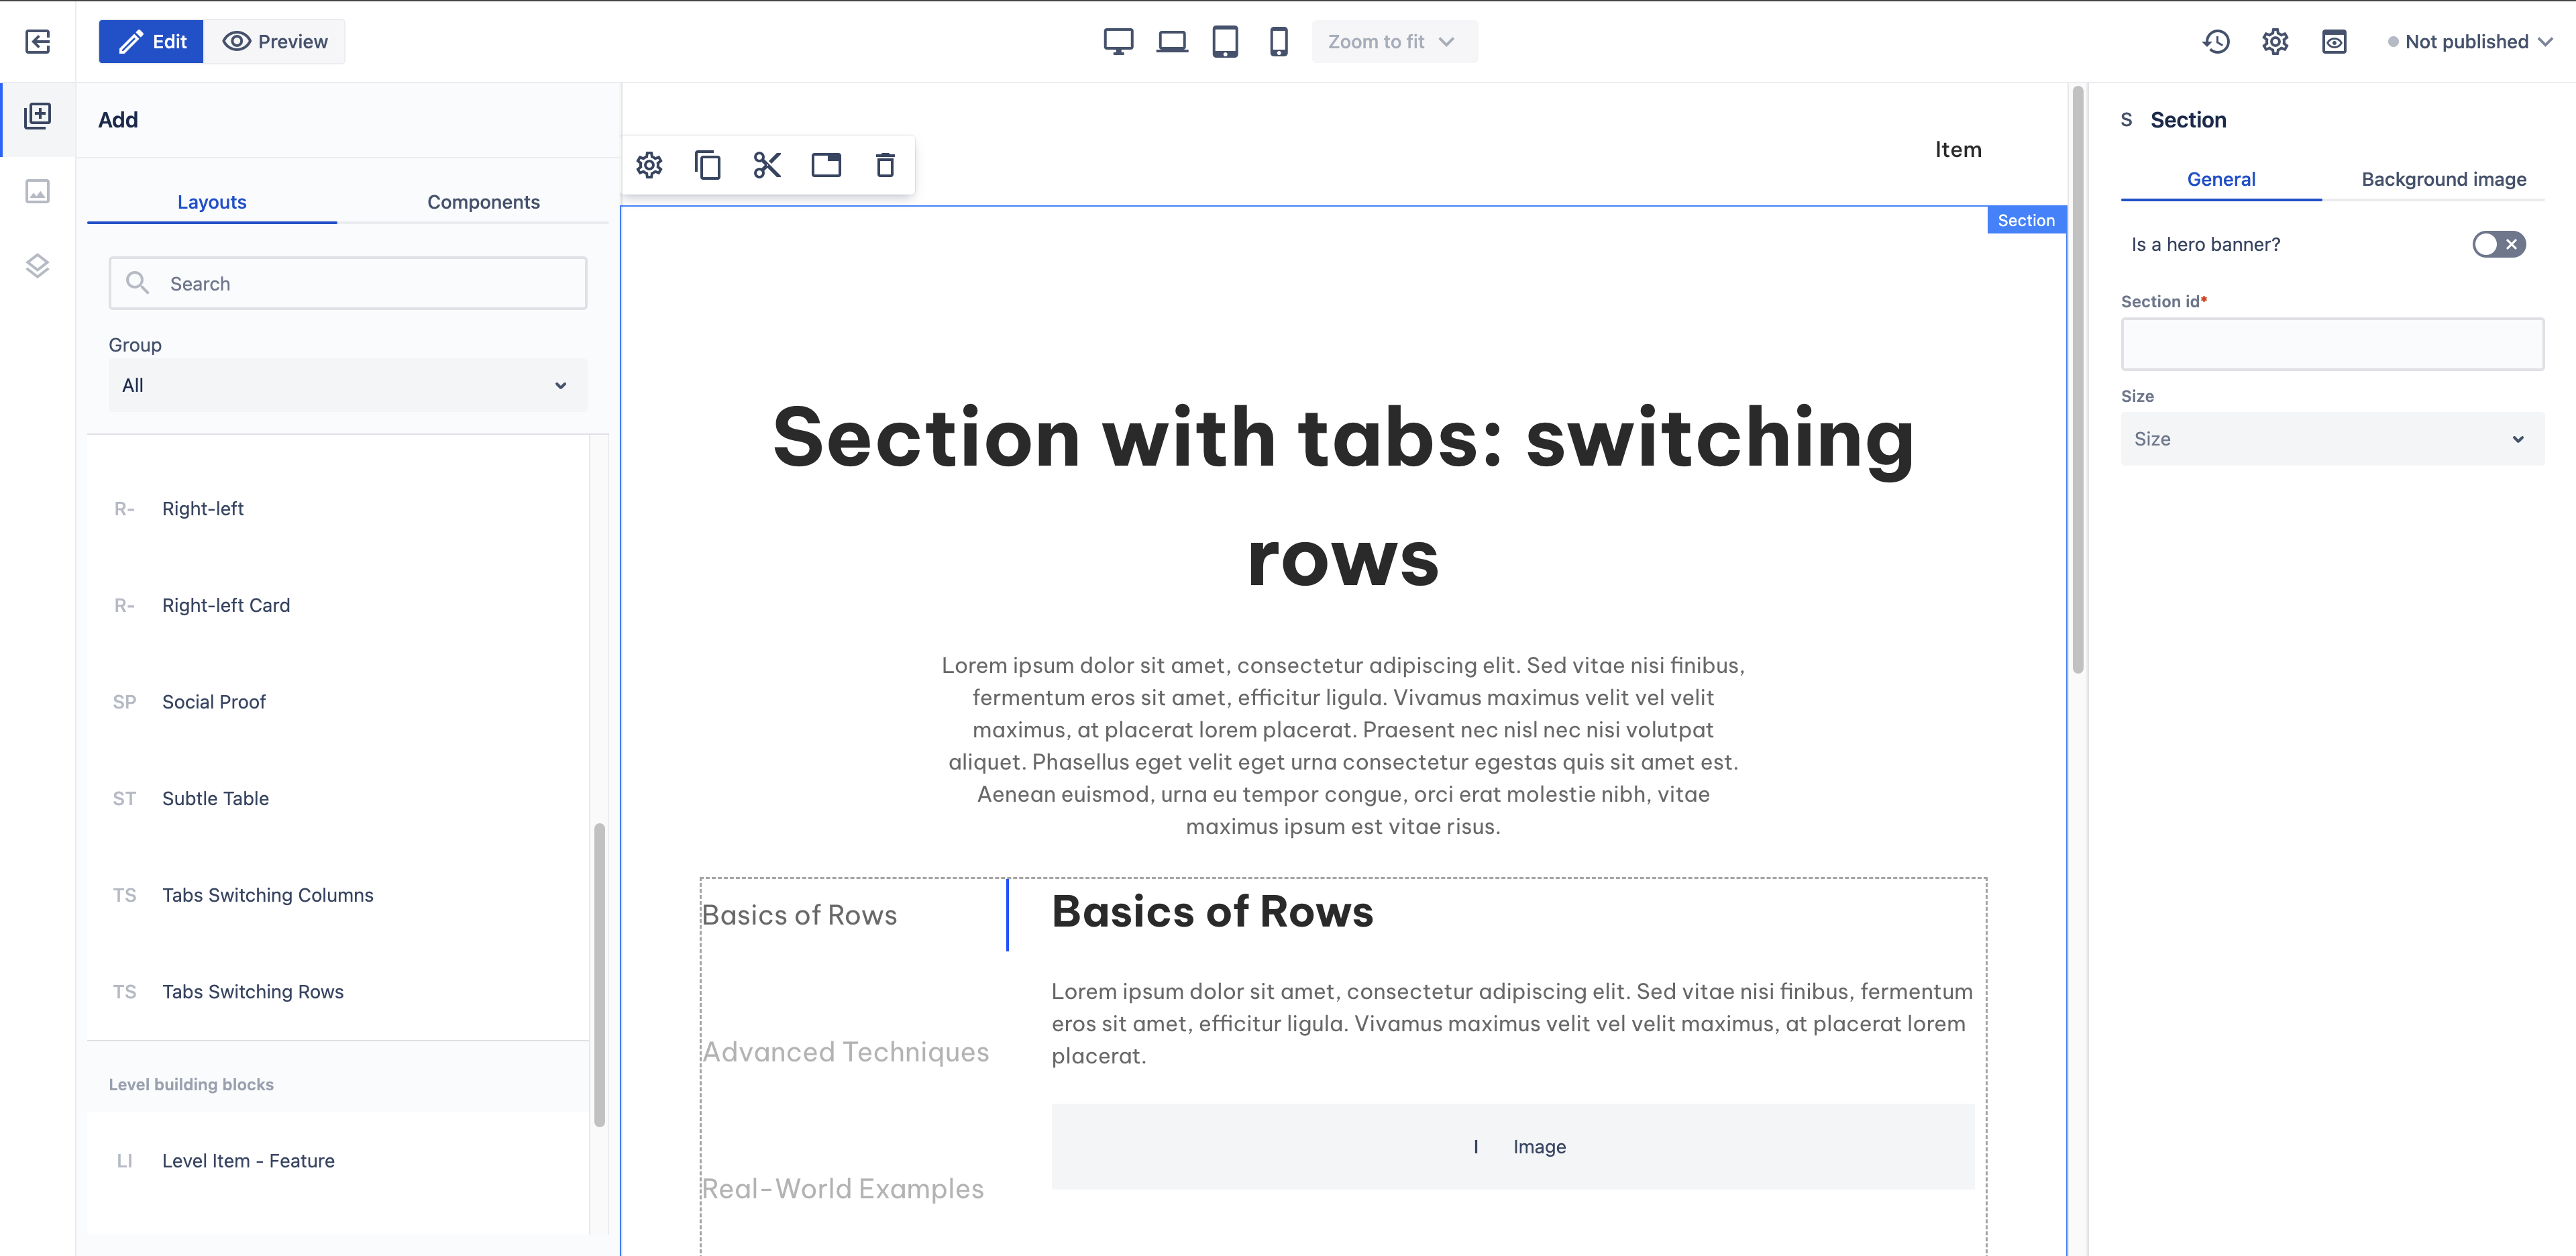 Edit
Preview
Zoom to fit
Not published
Add
Layouts
Components
Search
Group
All
R- Right-left
R- Right-left Card
SP Social Proof
ST Subtle Table
TS Tabs Switching Columns
TS Tabs Switching Rows
Level building blocks
LI Level Item - Feature
Item
Section
Section with tabs: switching
rows
Lorem ipsum dolor sit amet, consectetur adipiscing elit. Sed vitae nisi finibus,
fermentum eros sit amet, efficitur ligula. Vivamus maximus velit vel velit
maximus, at placerat lorem placerat. Praesent nec nisl nec nisi volutpat
aliquet. Phasellus eget velit eget urna consectetur egestas quis sit amet est.
Aenean euismod, urna eu tempor congue, orci erat molestie nibh, vitae
maximus ipsum est vitae risus.
Basics of Rows
Advanced Techniques
Real-World Examples
Basics of Rows
Lorem ipsum dolor sit amet, consectetur adipiscing elit. Sed vitae nisi finibus, fermentum
eros sit amet, efficitur ligula. Vivamus maximus velit vel velit maximus, at placerat lorem
placerat.
I Image
S Section
General
Background image
Is a hero banner?
Section id*
Size
Size